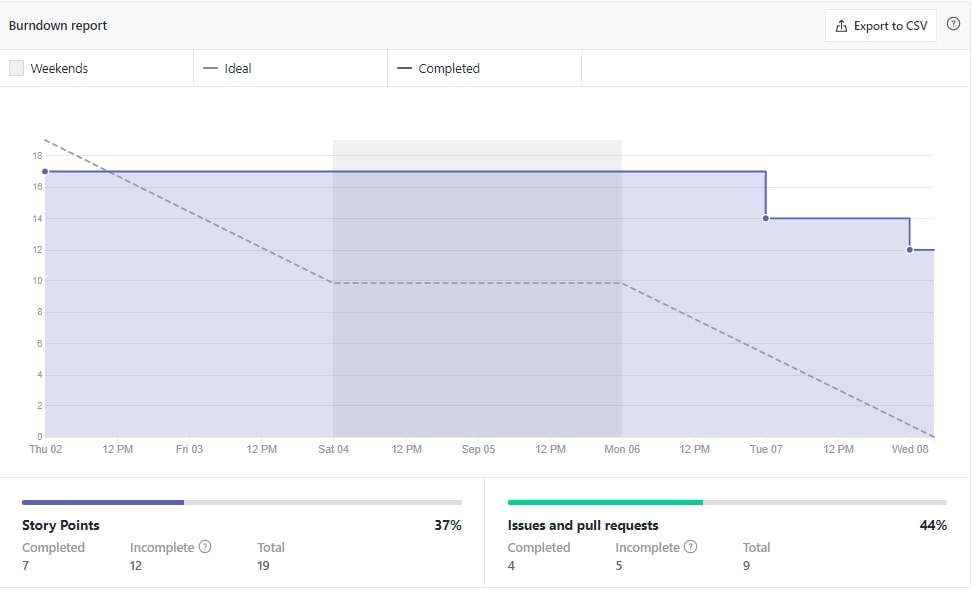 Burndown report
Export to CSV
?
Weekends
Ideal
Completed
18
16
14
12
10
8
6
4
2
0
Thu 02 12 PM Fri 03 12 PM Sat 04 12 PM Sep 05 12 PM Mon 06 12 PM Tue 07 12 PM Wed 08
Story Points 37%
Completed Incomplete ? Total
7 12 19
Issues and pull requests 44%
Completed Incomplete ? Total
4 5 9